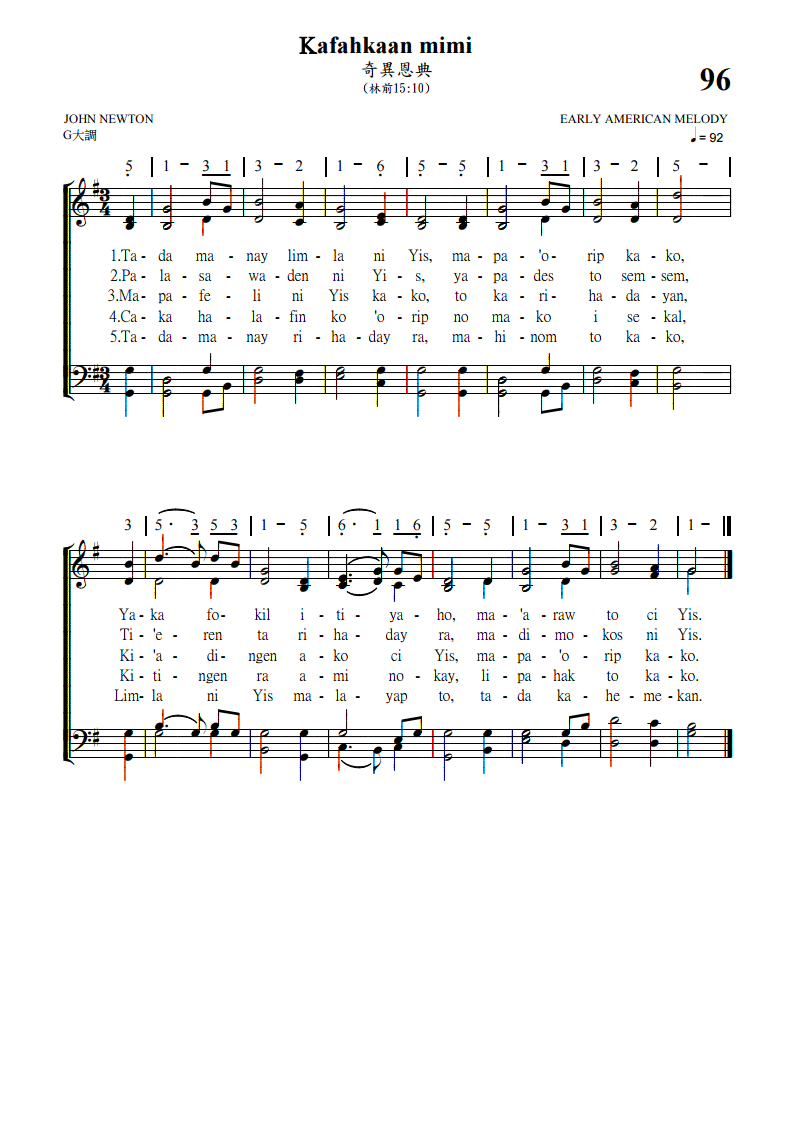 Kafahkaan mimi
奇異恩典
(林前15:10)
96
JOHN NEWTON
EARLY AMERICAN MELODY
G大調
♩= 92
5̣ | 1 - 3 1 | 3 - 2 | 1 - 6̣ | 5̣ - 5̣ | 1 - 3 1 | 3 - 2 | 5 - |
3/4
1.Ta- da ma- nay lim- la ni Yis, ma- pa- 'o- rip ka- ko,
2.Pa- la- sa- wa- den ni Yi- s, ya- pa- des to sem- sem,
3.Ma- pa- fe- li ni Yis ka- ko, to ka- ri- ha- da- yan,
4.Ca- ka ha- la- fin ko 'o- rip no ma- ko i se- kal,
5.Ta- da- ma- nay ri- ha- day ra, ma- hi- nom to ka- ko,
3/4
3 | 5 · 3 5 3 | 1 - 5̣ | 6̣ · 1 1 6̣ | 5̣ - 5̣ | 1 - 3 1 | 3 - 2 | 1 - ||
Ya- ka fo- kil i- ti- ya- ho, ma- 'a- raw to ci Yis.
Ti- 'e- ren ta ri- ha- day ra, ma- di- mo- kos ni Yis.
Ki- 'a- di- ngen a- ko ci Yis, ma- pa- 'o- rip ka- ko.
Ki- ti- ngen ra a- mi no- kay, li- pa- hak to ka- ko.
Lim- la ni Yis ma- la- yap to, ta- da ka- he- me- kan.